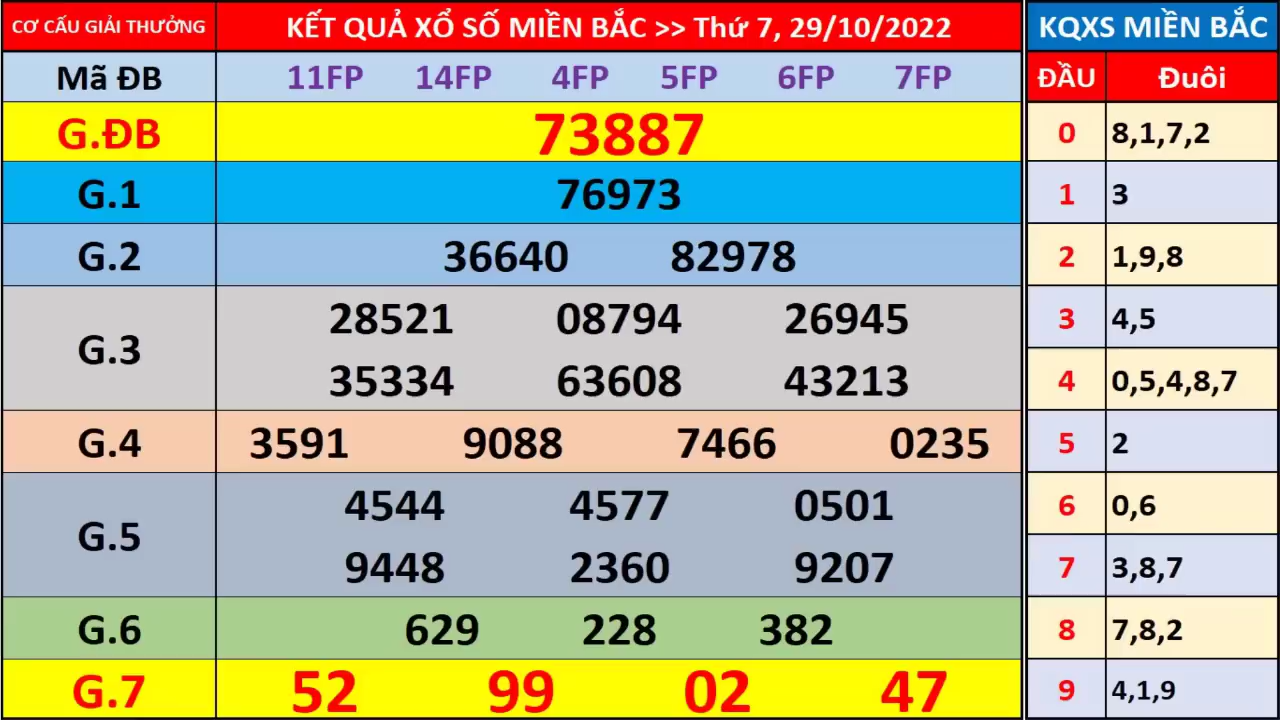 CƠ CẤU GIẢI THƯỞNG KẾT QUẢ XỔ SỐ MIỀN BẮC >> Thứ 7, 29/10/2022
Mã ĐB 11FP 14FP 4FP 5FP 6FP 7FP
G.ĐB 73887
G.1 76973
G.2 36640 82978
G.3 28521 08794 26945
35334 63608 43213
G.4 3591 9088 7466 0235
G.5 4544 4577 0501
9448 2360 9207
G.6 629 228 382
G.7 52 99 02 47
KQXS MIỀN BẮC
ĐẦU Đuôi
0 8,1,7,2
1 3
2 1,9,8
3 4,5
4 0,5,4,8,7
5 2
6 0,6
7 3,8,7
8 7,8,2
9 4,1,9